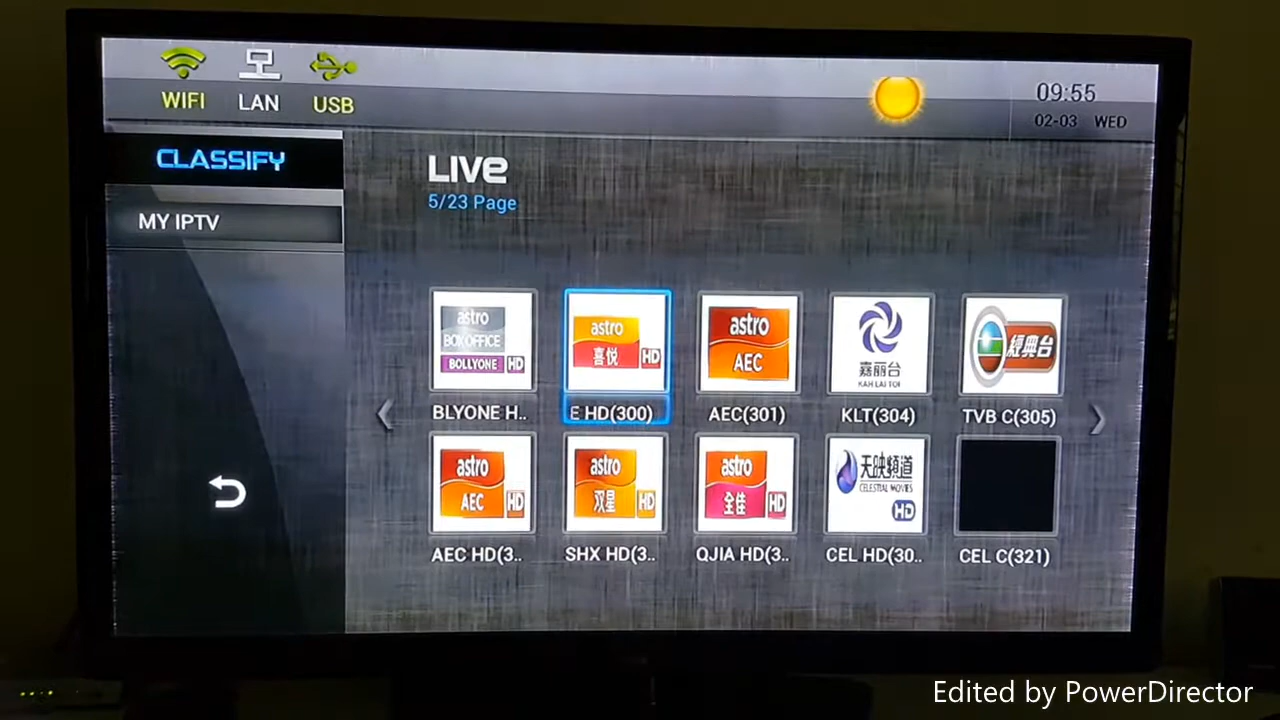 WIFI LAN USB
09:55
02-03 WED
CLASSIFY
MY IPTV
LIVE
5/23 Page
astro
BOX OFFICE
BOLLYONE HD
astro
喜悦 HD
astro
AEC
嘉丽台
KAH LAI TOI
經典台
BLYONE H..
E HD(300)
AEC(301)
KLT(304)
TVB C(305)
astro
AEC HD
astro
双星 HD
astro
全佳 HD
天映頻道
CELESTIAL MOVIES
HD
AEC HD(3..
SHX HD(3..
QJIA HD(3..
CEL HD(30..
CEL C(321)
Edited by PowerDirector